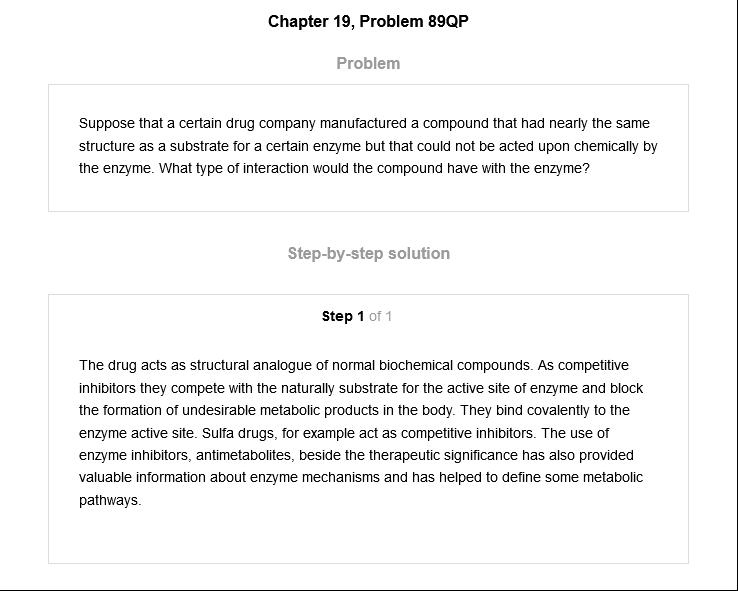 Chapter 19, Problem 89QP
Problem
Suppose that a certain drug company manufactured a compound that had nearly the same
structure as a substrate for a certain enzyme but that could not be acted upon chemically by
the enzyme. What type of interaction would the compound have with the enzyme?
Step-by-step solution
Step 1 of 1
The drug acts as structural analogue of normal biochemical compounds. As competitive
inhibitors they compete with the naturally substrate for the active site of enzyme and block
the formation of undesirable metabolic products in the body. They bind covalently to the
enzyme active site. Sulfa drugs, for example act as competitive inhibitors. The use of
enzyme inhibitors, antimetabolites, beside the therapeutic significance has also provided
valuable information about enzyme mechanisms and has helped to define some metabolic
pathways.